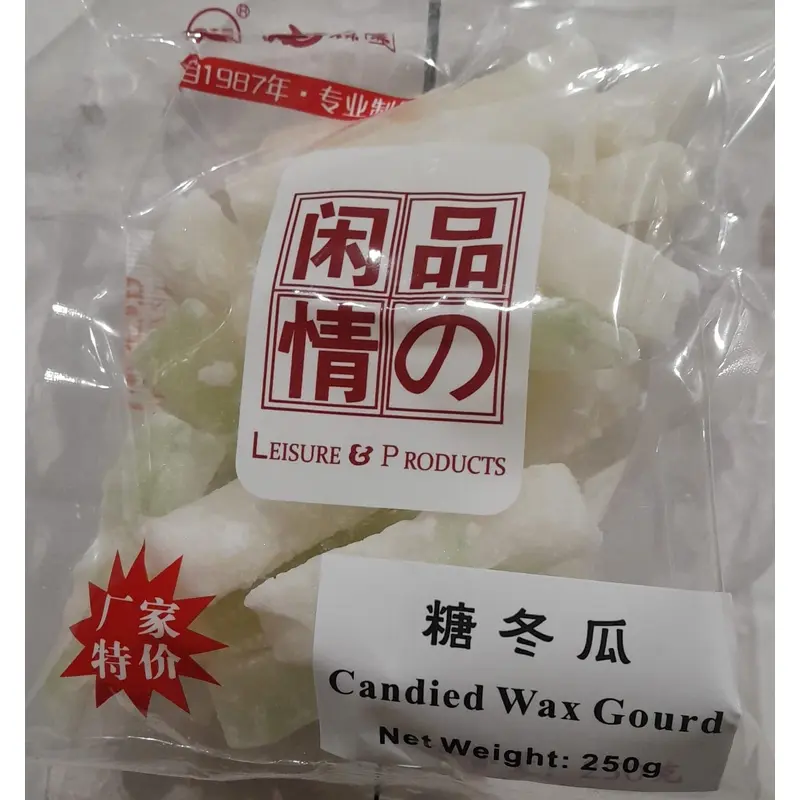 ®
自1987年·专业制
闲品
情の
LEISURE & PRODUCTS
厂家
特价
糖冬瓜
Candied Wax Gourd
Net Weight: 250g